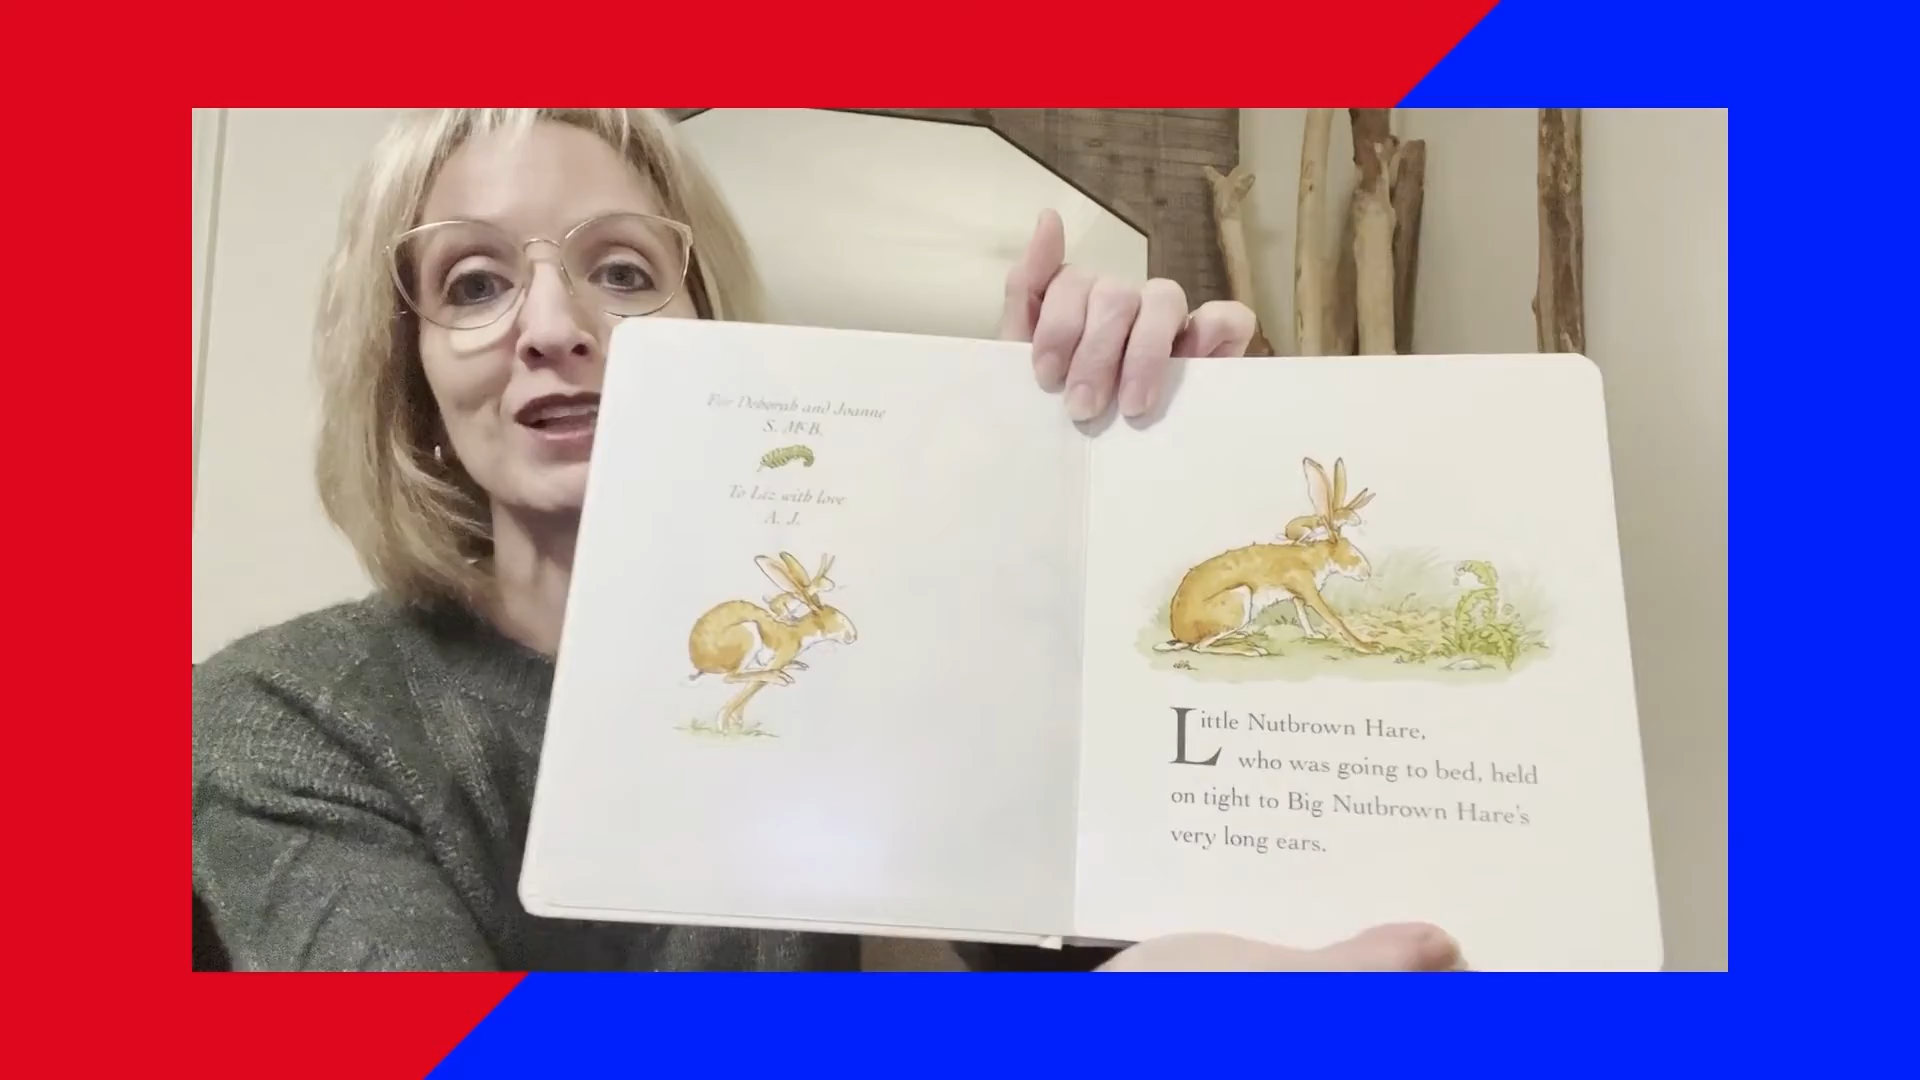 For Deborah and Joanne
S. McB.
To Liz with love
A. J.
Little Nutbrown Hare,
who was going to bed, held
on tight to Big Nutbrown Hare's
very long ears.